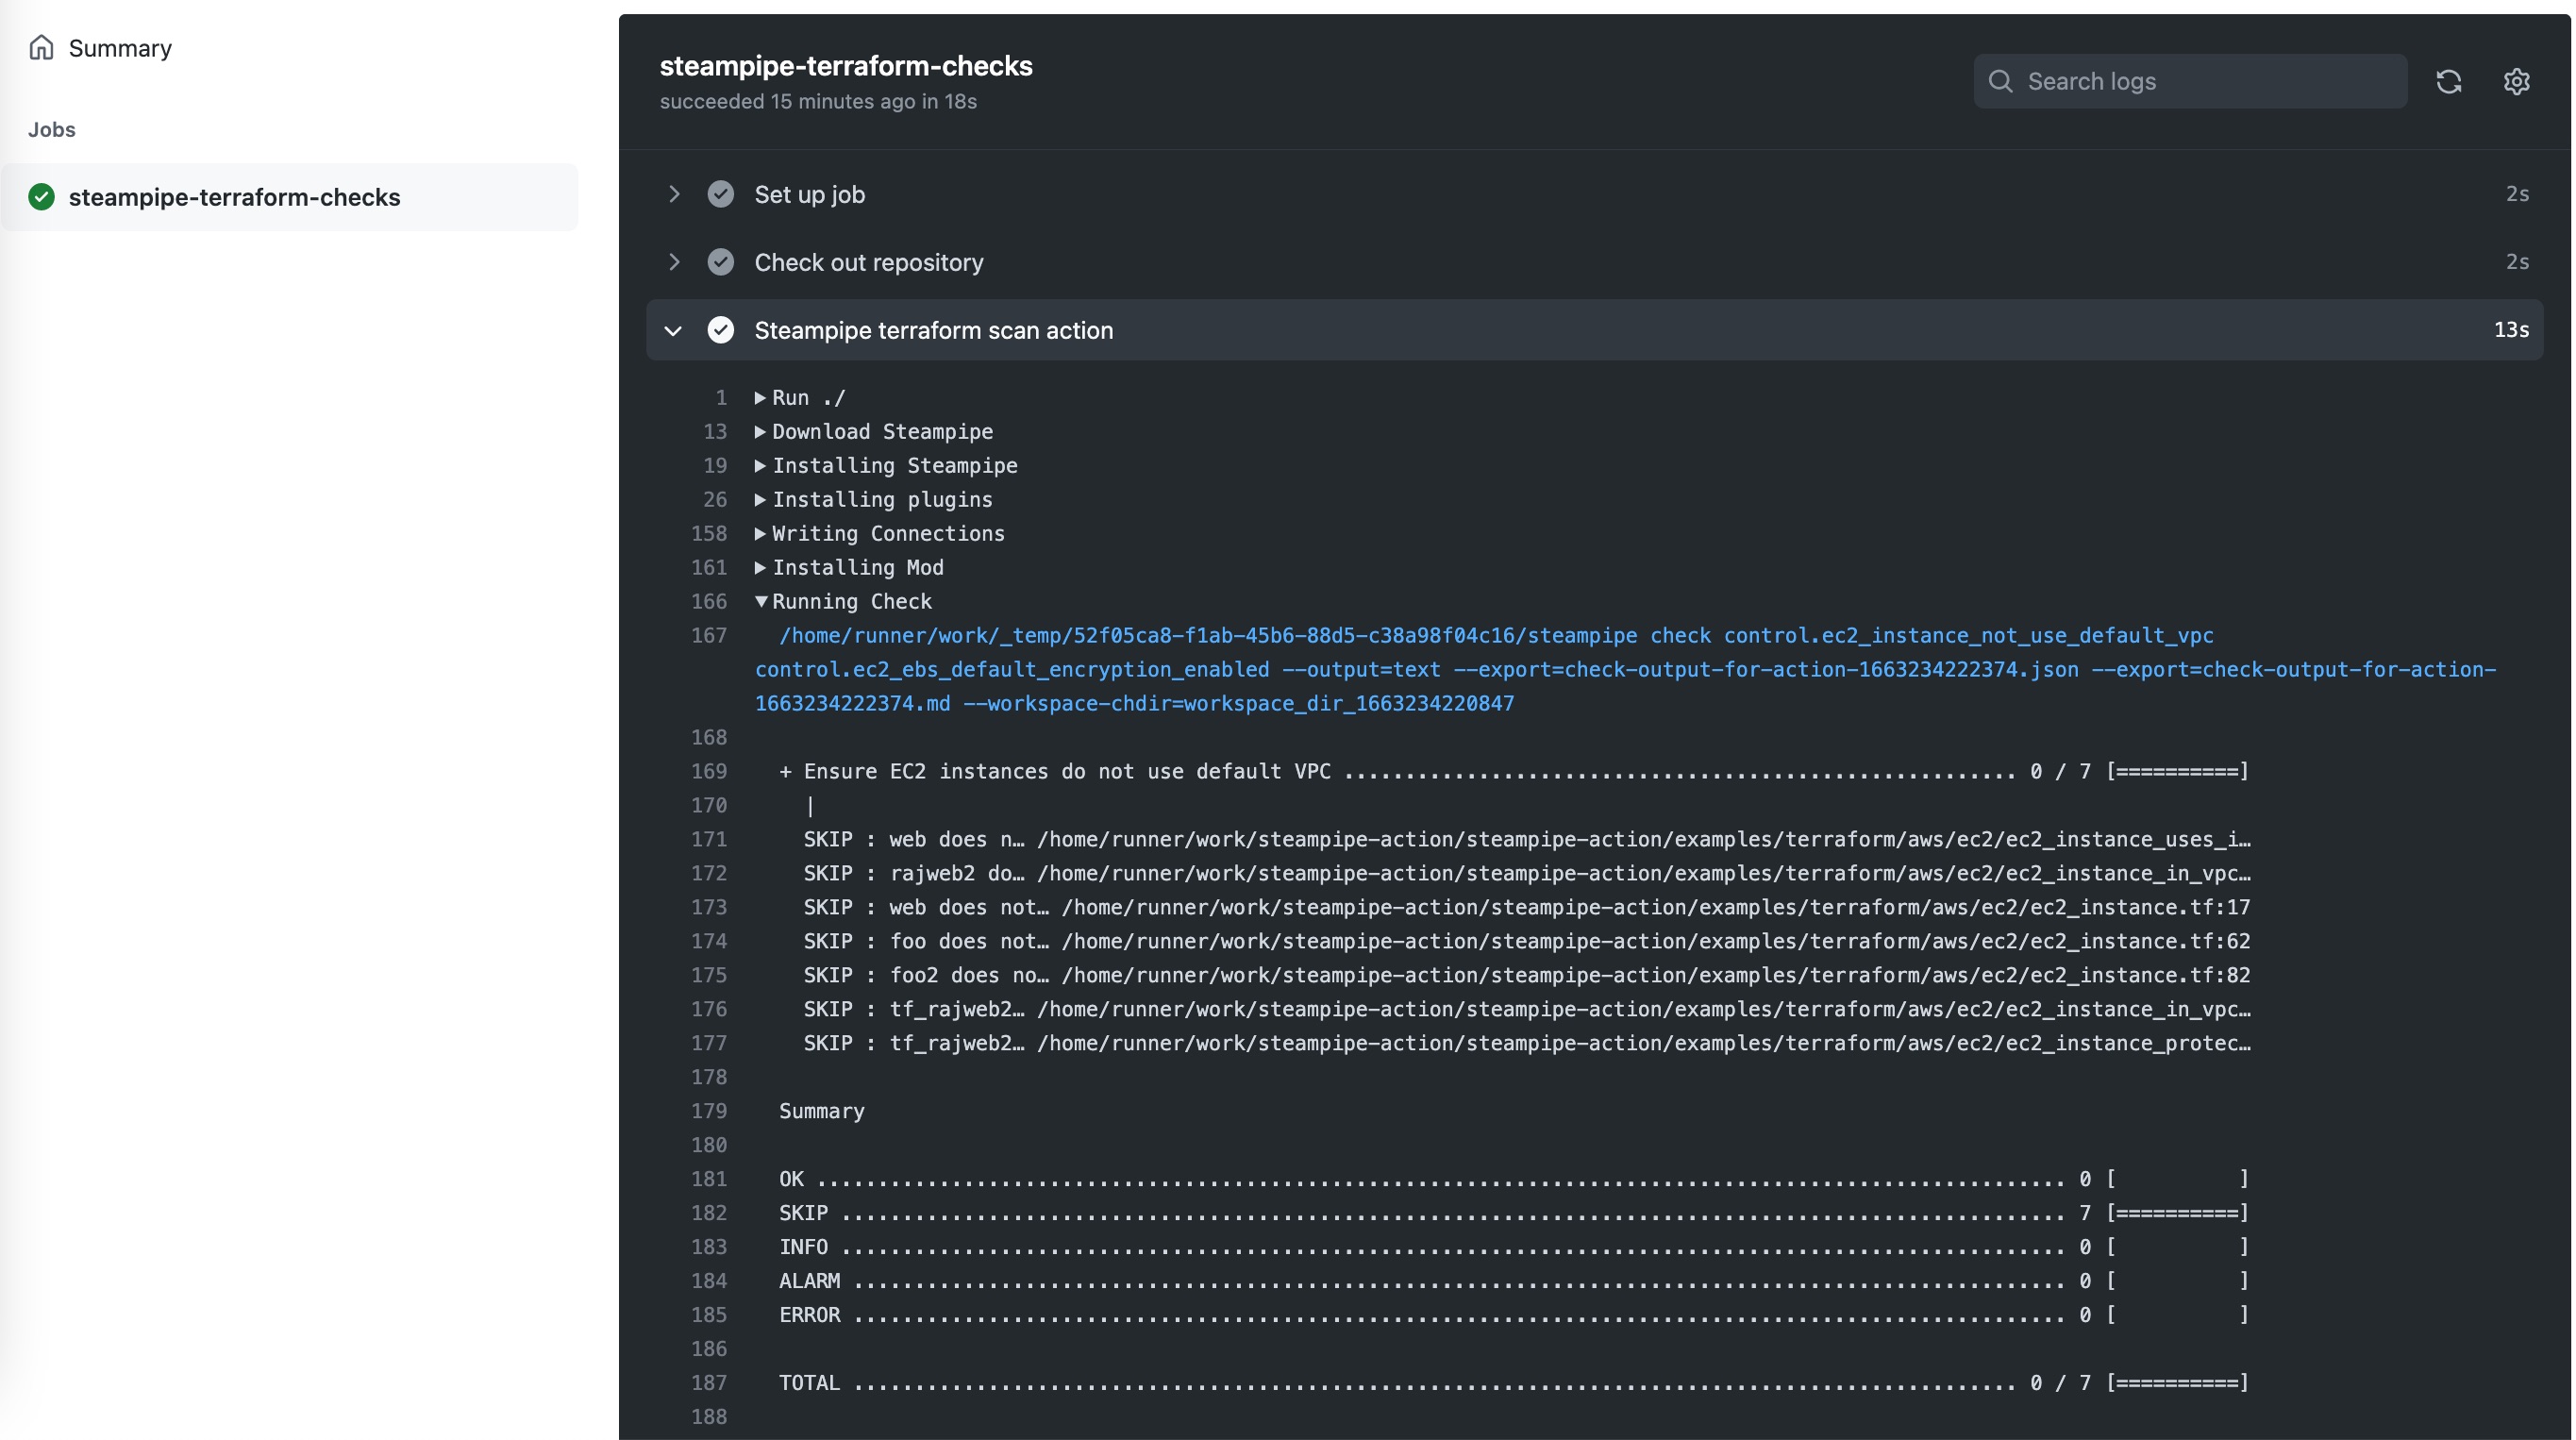 Summary
Jobs
steampipe-terraform-checks
steampipe-terraform-checks
succeeded 15 minutes ago in 18s
Search logs
Set up job 2s
Check out repository 2s
Steampipe terraform scan action 13s
1 Run ./
13 Download Steampipe
19 Installing Steampipe
26 Installing plugins
158 Writing Connections
161 Installing Mod
166 Running Check
167 /home/runner/work/_temp/52f05ca8-f1ab-45b6-88d5-c38a98f04c16/steampipe check control.ec2_instance_not_use_default_vpc
control.ec2_ebs_default_encryption_enabled --output=text --export=check-output-for-action-1663234222374.json --export=check-output-for-action-
1663234222374.md --workspace-chdir=workspace_dir_1663234220847
168
169 + Ensure EC2 instances do not use default VPC ....................................................... 0 / 7 [==========]
170 |
171 SKIP : web does n… /home/runner/work/steampipe-action/steampipe-action/examples/terraform/aws/ec2/ec2_instance_uses_i…
172 SKIP : rajweb2 do… /home/runner/work/steampipe-action/steampipe-action/examples/terraform/aws/ec2/ec2_instance_in_vpc…
173 SKIP : web does not… /home/runner/work/steampipe-action/steampipe-action/examples/terraform/aws/ec2/ec2_instance.tf:17
174 SKIP : foo does not… /home/runner/work/steampipe-action/steampipe-action/examples/terraform/aws/ec2/ec2_instance.tf:62
175 SKIP : foo2 does no… /home/runner/work/steampipe-action/steampipe-action/examples/terraform/aws/ec2/ec2_instance.tf:82
176 SKIP : tf_rajweb2… /home/runner/work/steampipe-action/steampipe-action/examples/terraform/aws/ec2/ec2_instance_in_vpc…
177 SKIP : tf_rajweb2… /home/runner/work/steampipe-action/steampipe-action/examples/terraform/aws/ec2/ec2_instance_protec…
178
179 Summary
180
181 OK ...................................................................................................... 0 [          ]
182 SKIP .................................................................................................... 7 [==========]
183 INFO .................................................................................................... 0 [          ]
184 ALARM ................................................................................................... 0 [          ]
185 ERROR ................................................................................................... 0 [          ]
186
187 TOTAL ............................................................................................... 0 / 7 [==========]
188